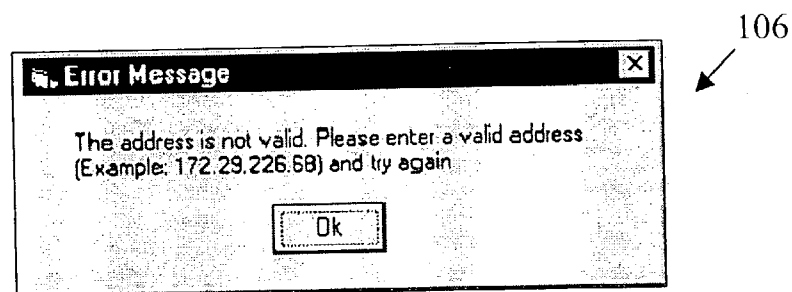 106
Error Message
The address is not valid. Please enter a valid address
(Example: 172.29.226.68) and try again
Ok